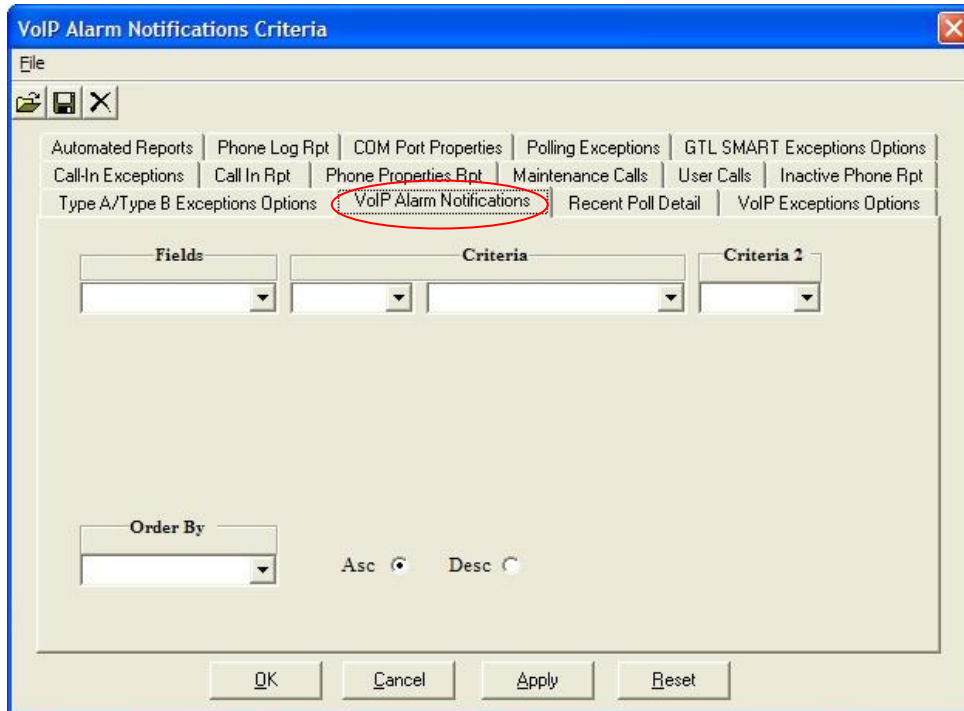 VoIP Alarm Notifications Criteria
File
Automated Reports Phone Log Rpt COM Port Properties Polling Exceptions GTL SMART Exceptions Options
Call-In Exceptions Call In Rpt Phone Properties Rpt Maintenance Calls User Calls Inactive Phone Rpt
Type A/Type B Exceptions Options VoIP Alarm Notifications Recent Poll Detail VoIP Exceptions Options
Fields Criteria Criteria 2
Order By
Asc Desc
OK Cancel Apply Reset